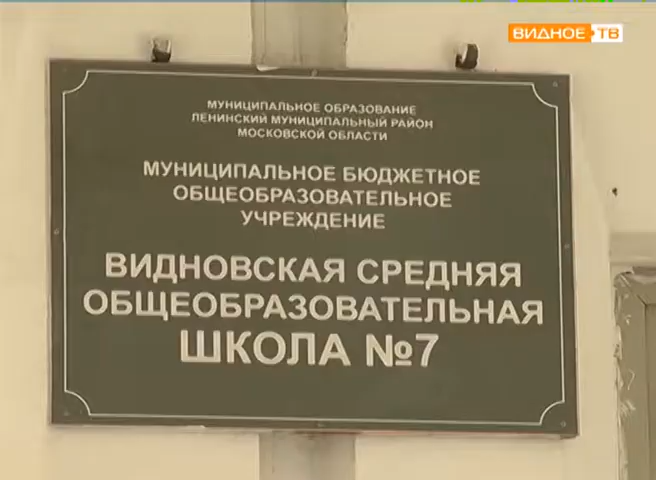 ВИДНОЕ ТВ
МУНИЦИПАЛЬНОЕ ОБРАЗОВАНИЕ
ЛЕНИНСКИЙ МУНИЦИПАЛЬНЫЙ РАЙОН
МОСКОВСКОЙ ОБЛАСТИ
МУНИЦИПАЛЬНОЕ БЮДЖЕТНОЕ
ОБЩЕОБРАЗОВАТЕЛЬНОЕ
УЧРЕЖДЕНИЕ
ВИДНОВСКАЯ СРЕДНЯЯ
ОБЩЕОБРАЗОВАТЕЛЬНАЯ
ШКОЛА №7